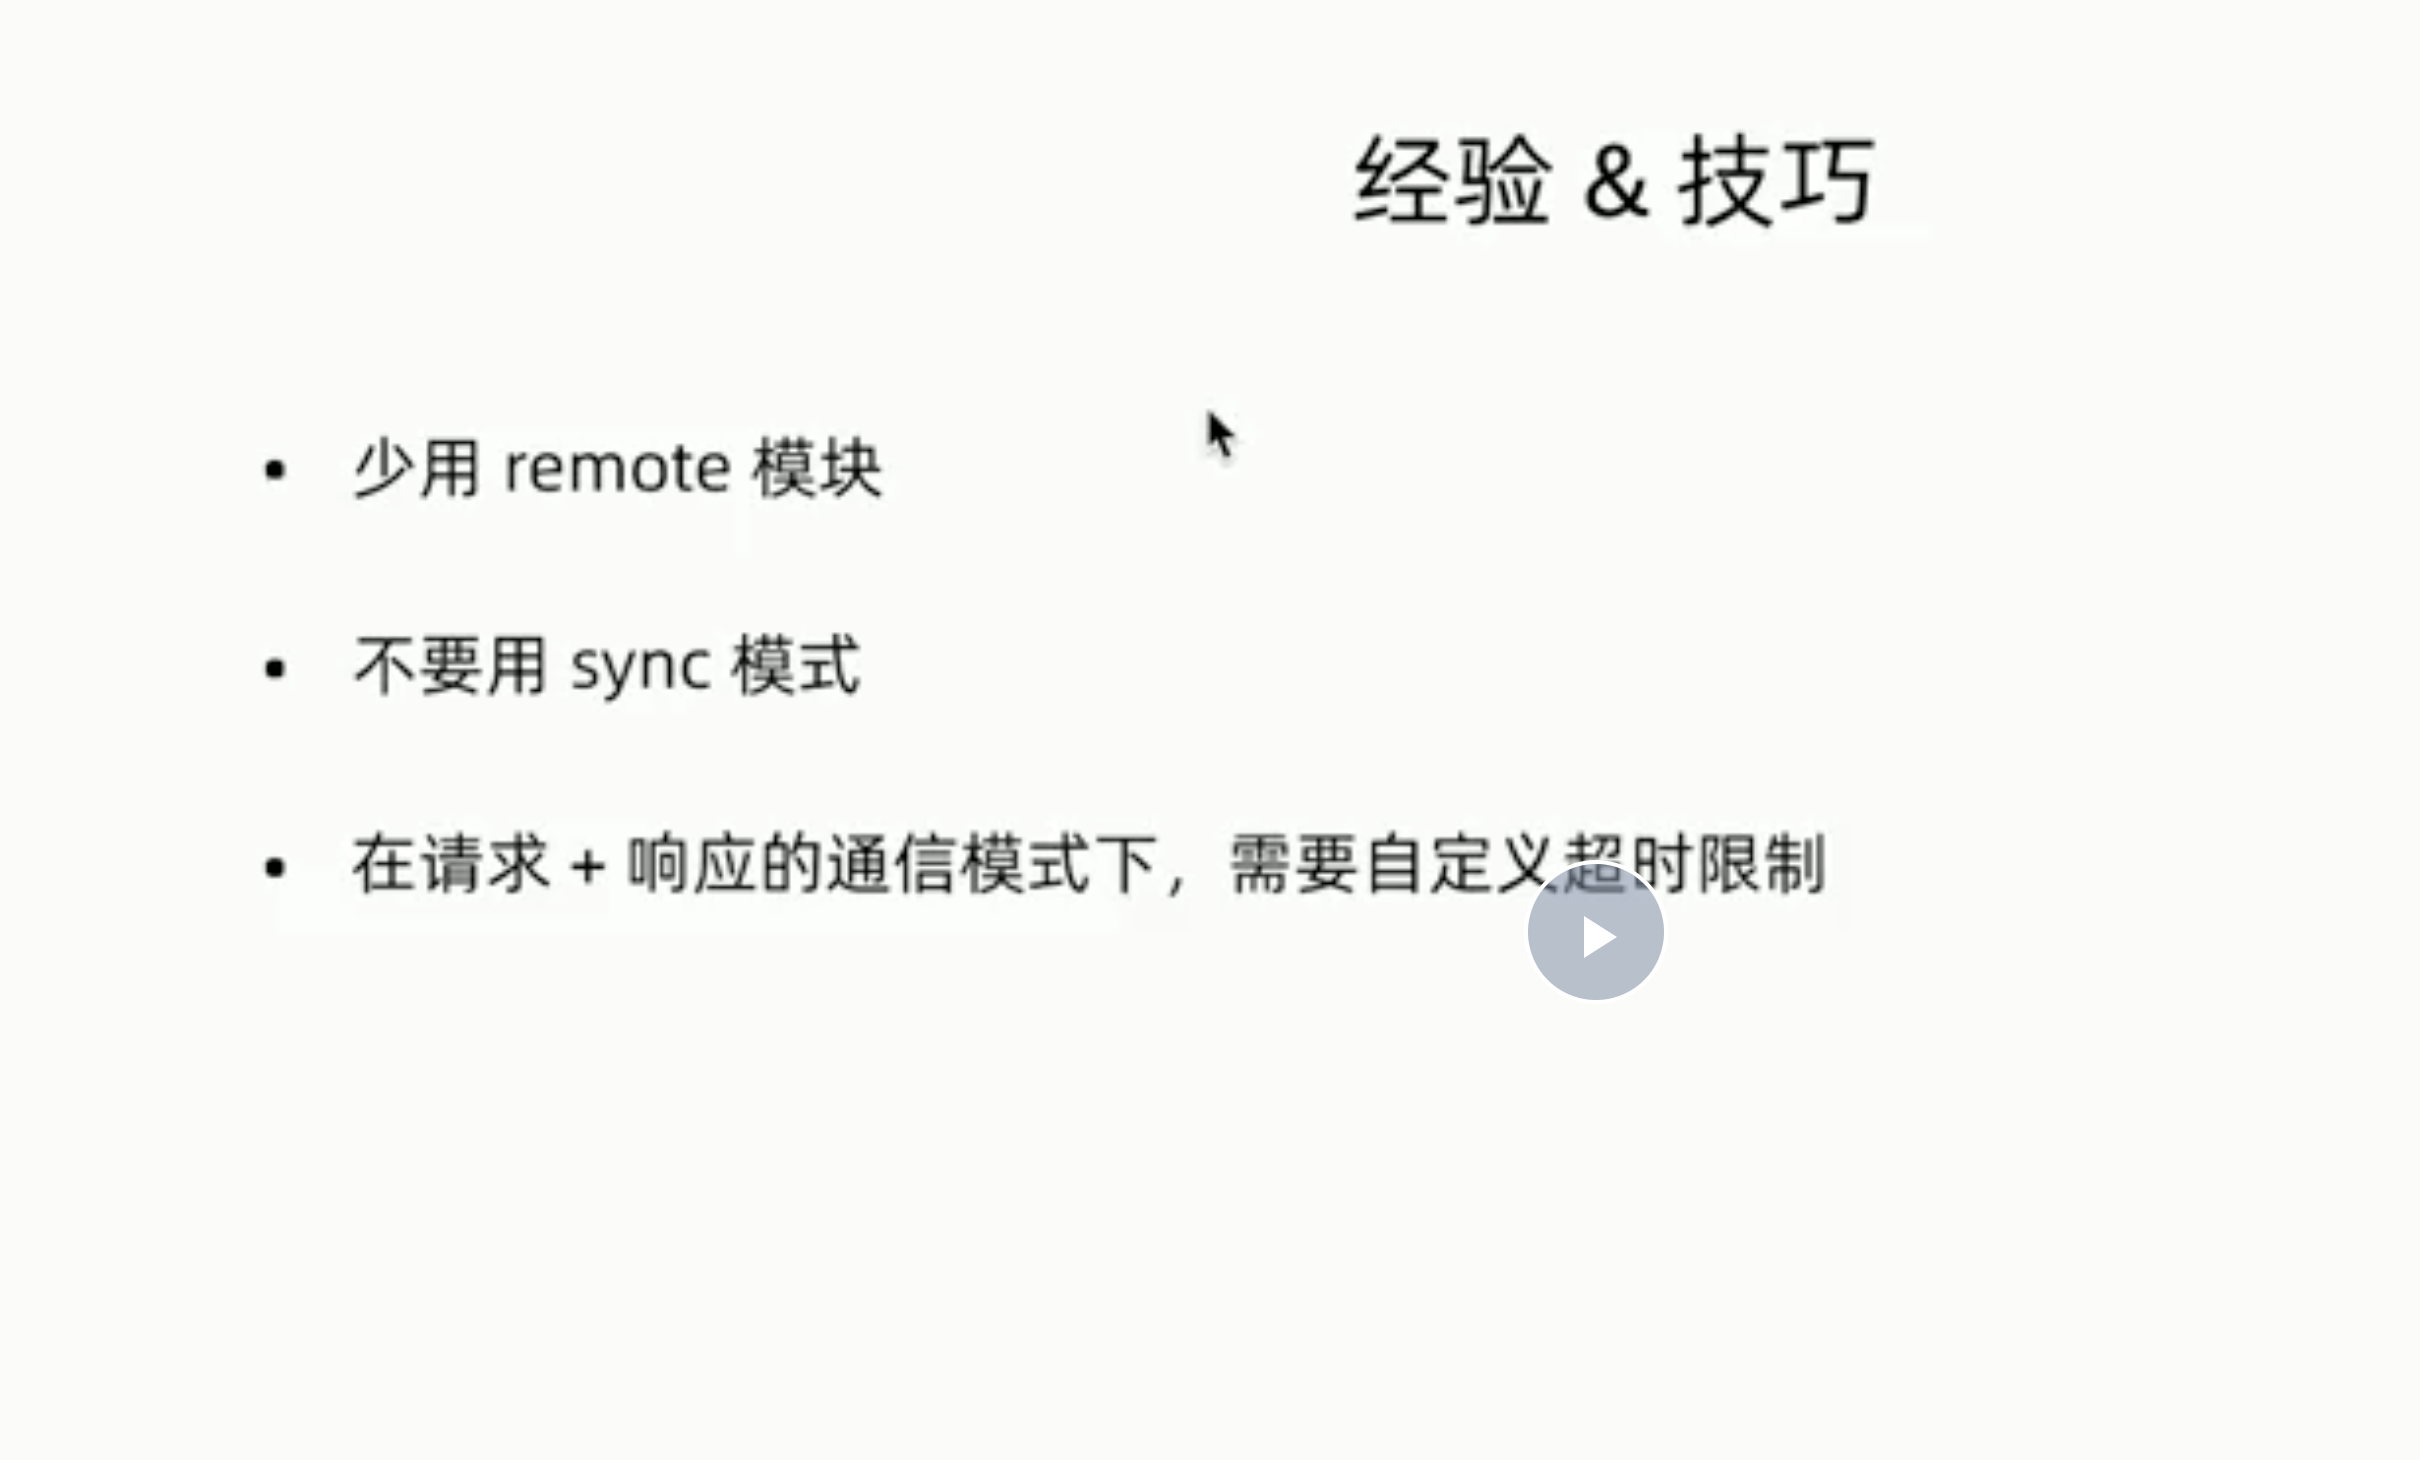 经验 & 技巧
• 少用 remote 模块
• 不要用 sync 模式
• 在请求 + 响应的通信模式下，需要自定义超时限制